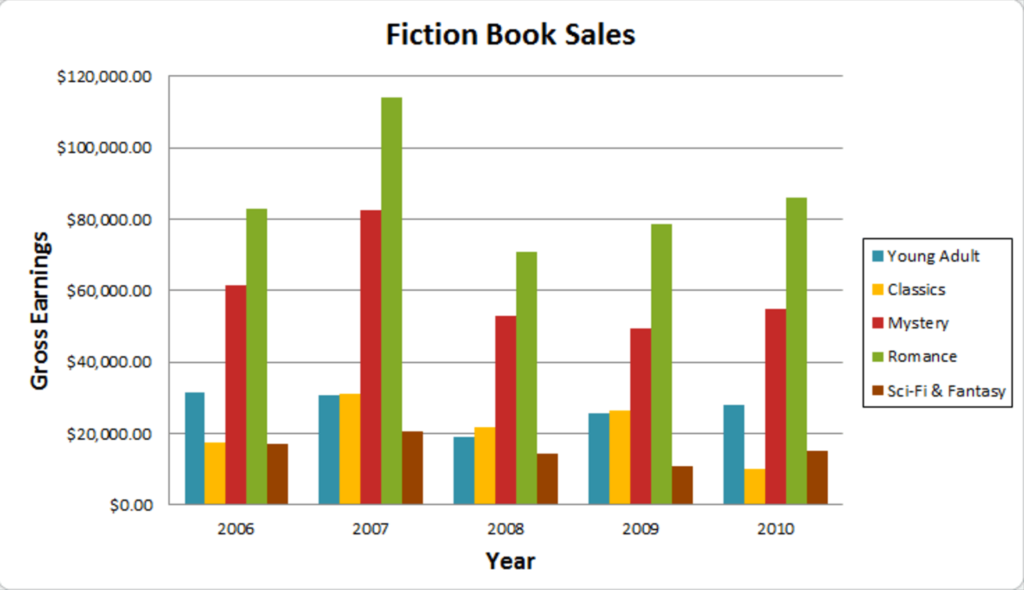 Fiction Book Sales
$120,000.00
$100,000.00
$80,000.00
$60,000.00
$40,000.00
$20,000.00
$0.00
Gross Earnings
2006 2007 2008 2009 2010
Year
Young Adult
Classics
Mystery
Romance
Sci-Fi & Fantasy